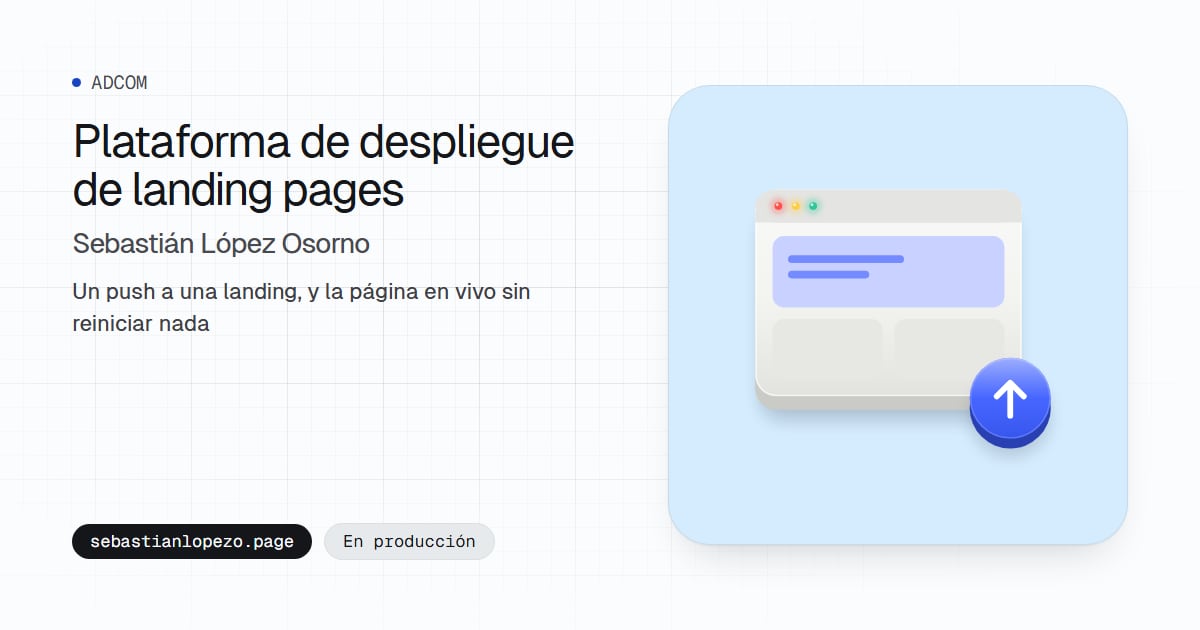 ADCOM
Plataforma de despliegue
de landing pages
Sebastián López Osorno
Un push a una landing, y la página en vivo sin
reiniciar nada
sebastianlopezo.page
En producción